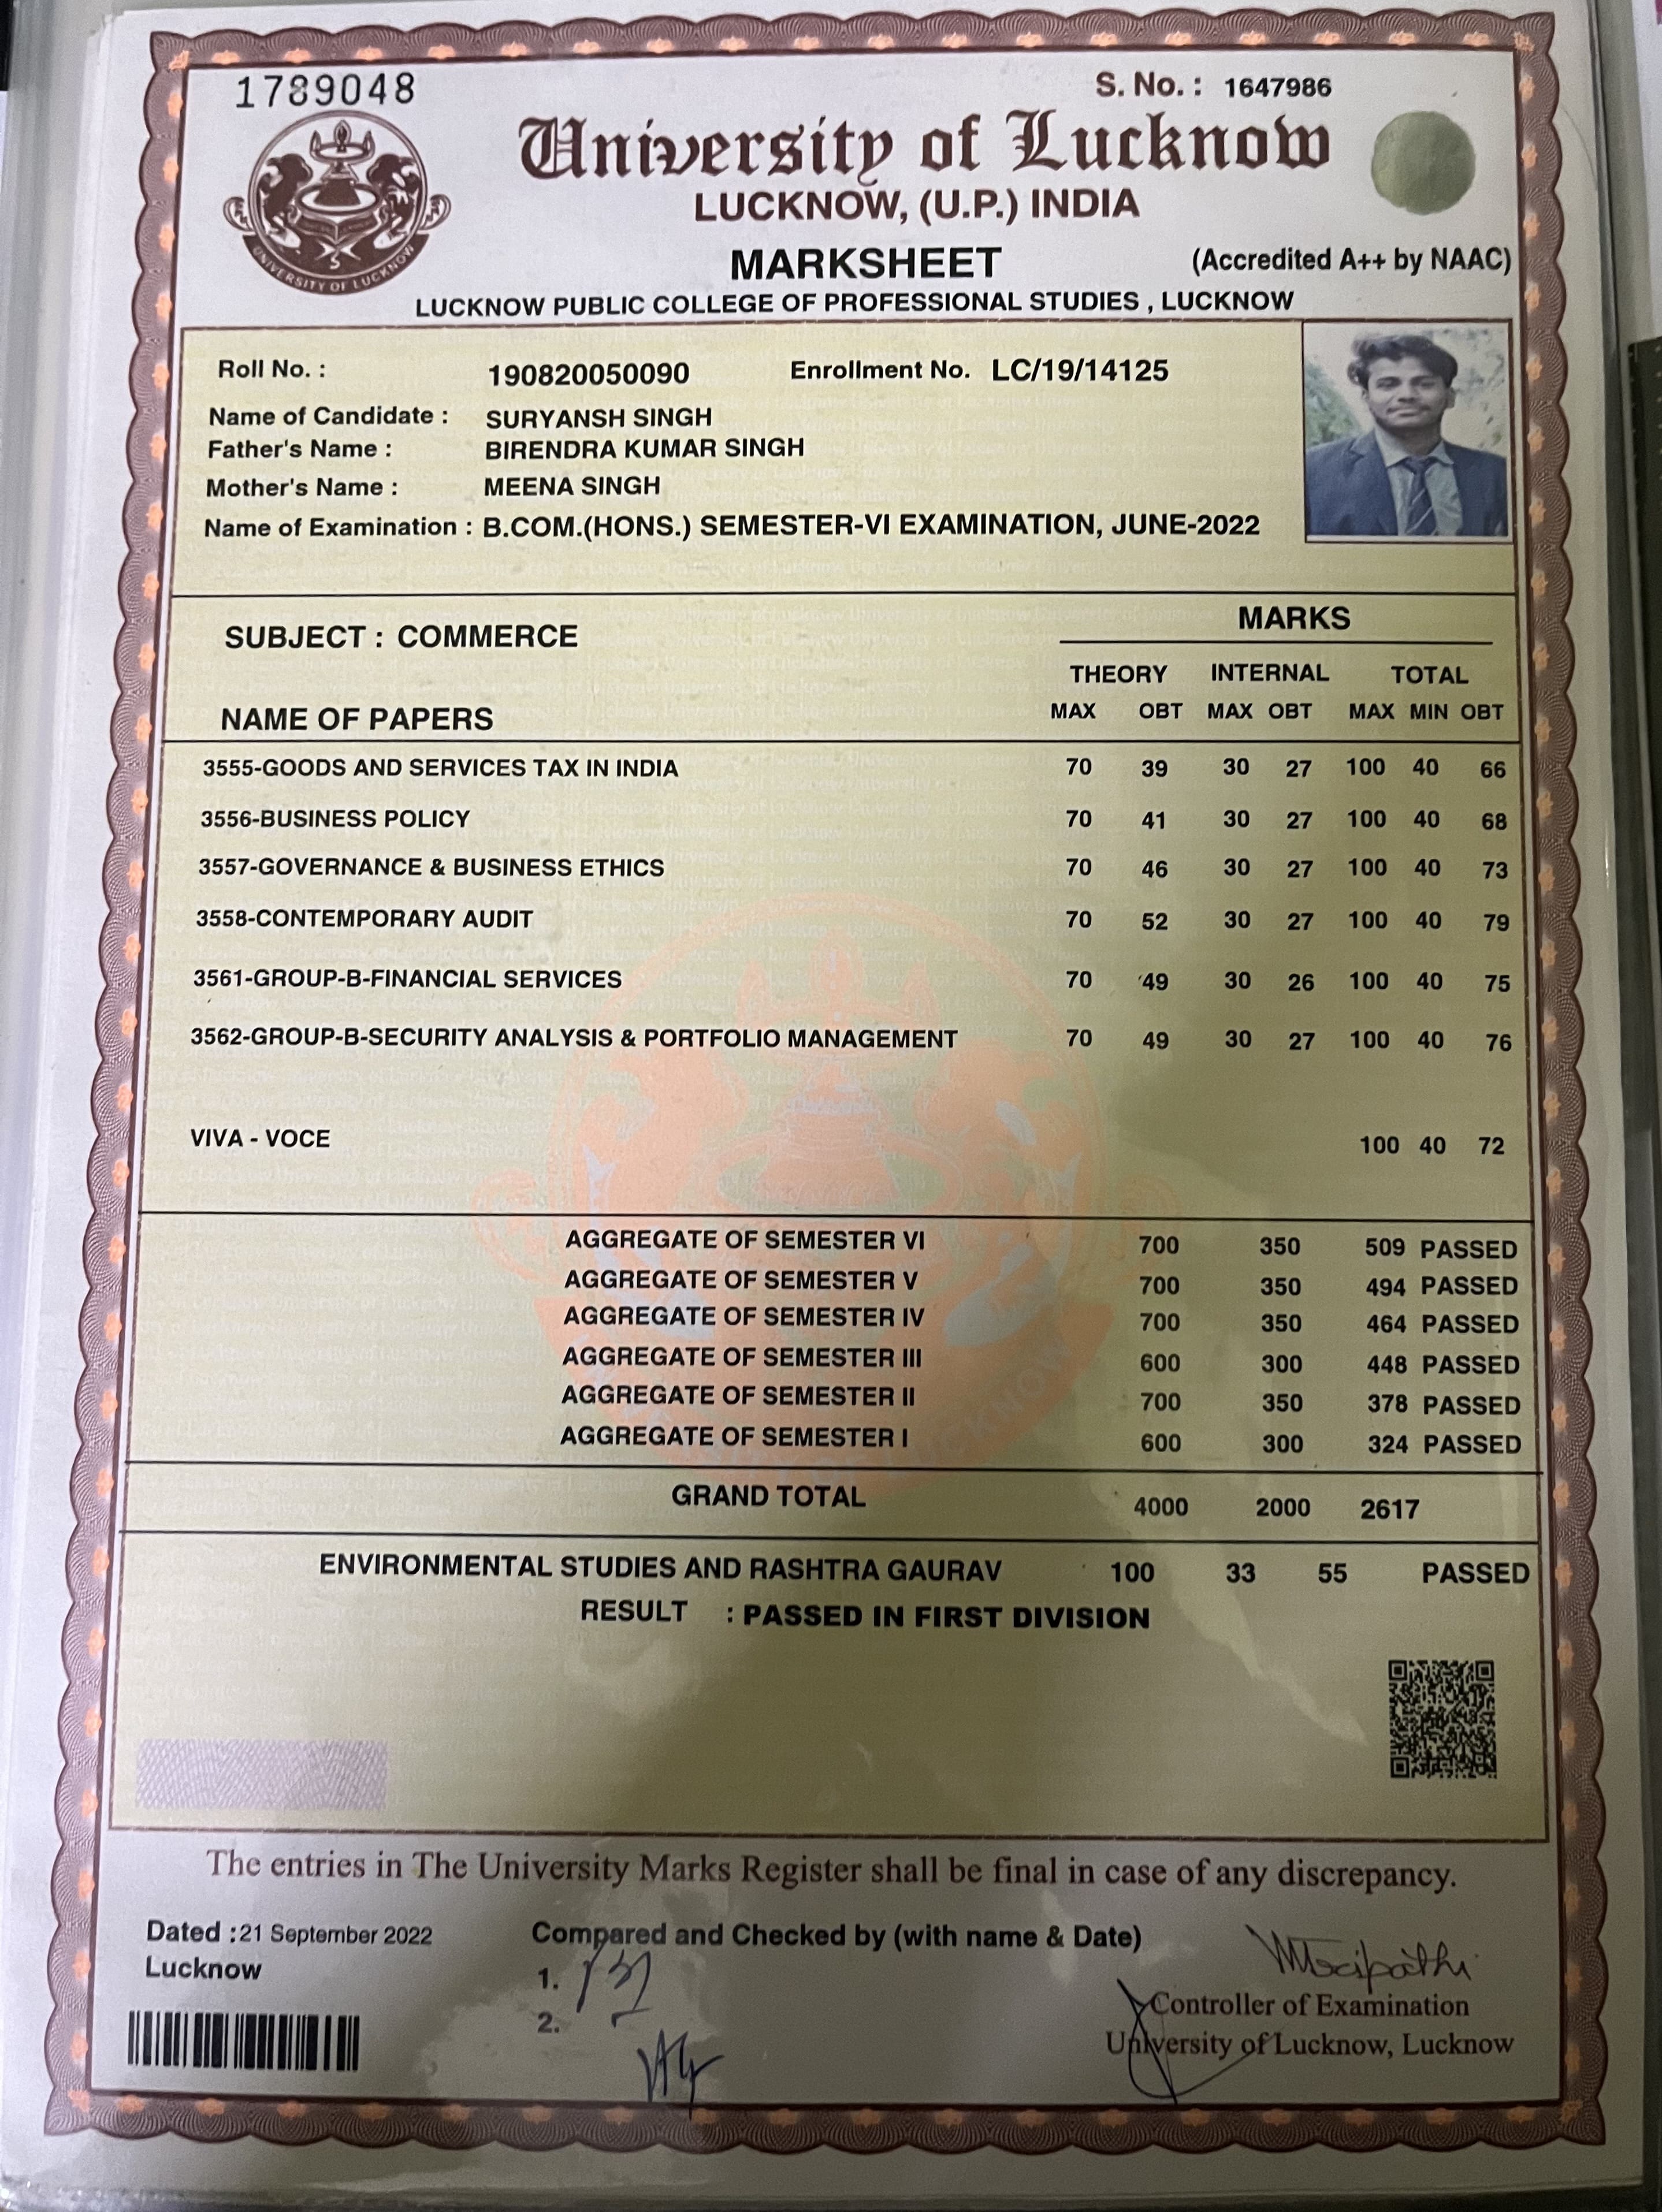 1789048
S. No. : 1647986
University of Lucknow
LUCKNOW, (U.P.) INDIA
MARKSHEET
(Accredited A++ by NAAC)
UNIVERSITY OF LUCKNOW
LUCKNOW PUBLIC COLLEGE OF PROFESSIONAL STUDIES , LUCKNOW
Roll No. : 190820050090 Enrollment No. LC/19/14125
Name of Candidate : SURYANSH SINGH
Father's Name : BIRENDRA KUMAR SINGH
Mother's Name : MEENA SINGH
Name of Examination : B.COM.(HONS.) SEMESTER-VI EXAMINATION, JUNE-2022
MARKS
SUBJECT : COMMERCE
THEORY INTERNAL TOTAL
NAME OF PAPERS MAX OBT MAX OBT MAX MIN OBT
3555-GOODS AND SERVICES TAX IN INDIA 70 39 30 27 100 40 66
3556-BUSINESS POLICY 70 41 30 27 100 40 68
3557-GOVERNANCE & BUSINESS ETHICS 70 46 30 27 100 40 73
3558-CONTEMPORARY AUDIT 70 52 30 27 100 40 79
3561-GROUP-B-FINANCIAL SERVICES 70 49 30 26 100 40 75
3562-GROUP-B-SECURITY ANALYSIS & PORTFOLIO MANAGEMENT 70 49 30 27 100 40 76
VIVA - VOCE 100 40 72
AGGREGATE OF SEMESTER VI 700 350 509 PASSED
AGGREGATE OF SEMESTER V 700 350 494 PASSED
AGGREGATE OF SEMESTER IV 700 350 464 PASSED
AGGREGATE OF SEMESTER III 600 300 448 PASSED
AGGREGATE OF SEMESTER II 700 350 378 PASSED
AGGREGATE OF SEMESTER I 600 300 324 PASSED
GRAND TOTAL 4000 2000 2617
ENVIRONMENTAL STUDIES AND RASHTRA GAURAV 100 33 55 PASSED
RESULT : PASSED IN FIRST DIVISION
The entries in The University Marks Register shall be final in case of any discrepancy.
Dated :21 September 2022
Lucknow
Compared and Checked by (with name & Date)
1.
2.
Controller of Examination
University of Lucknow, Lucknow